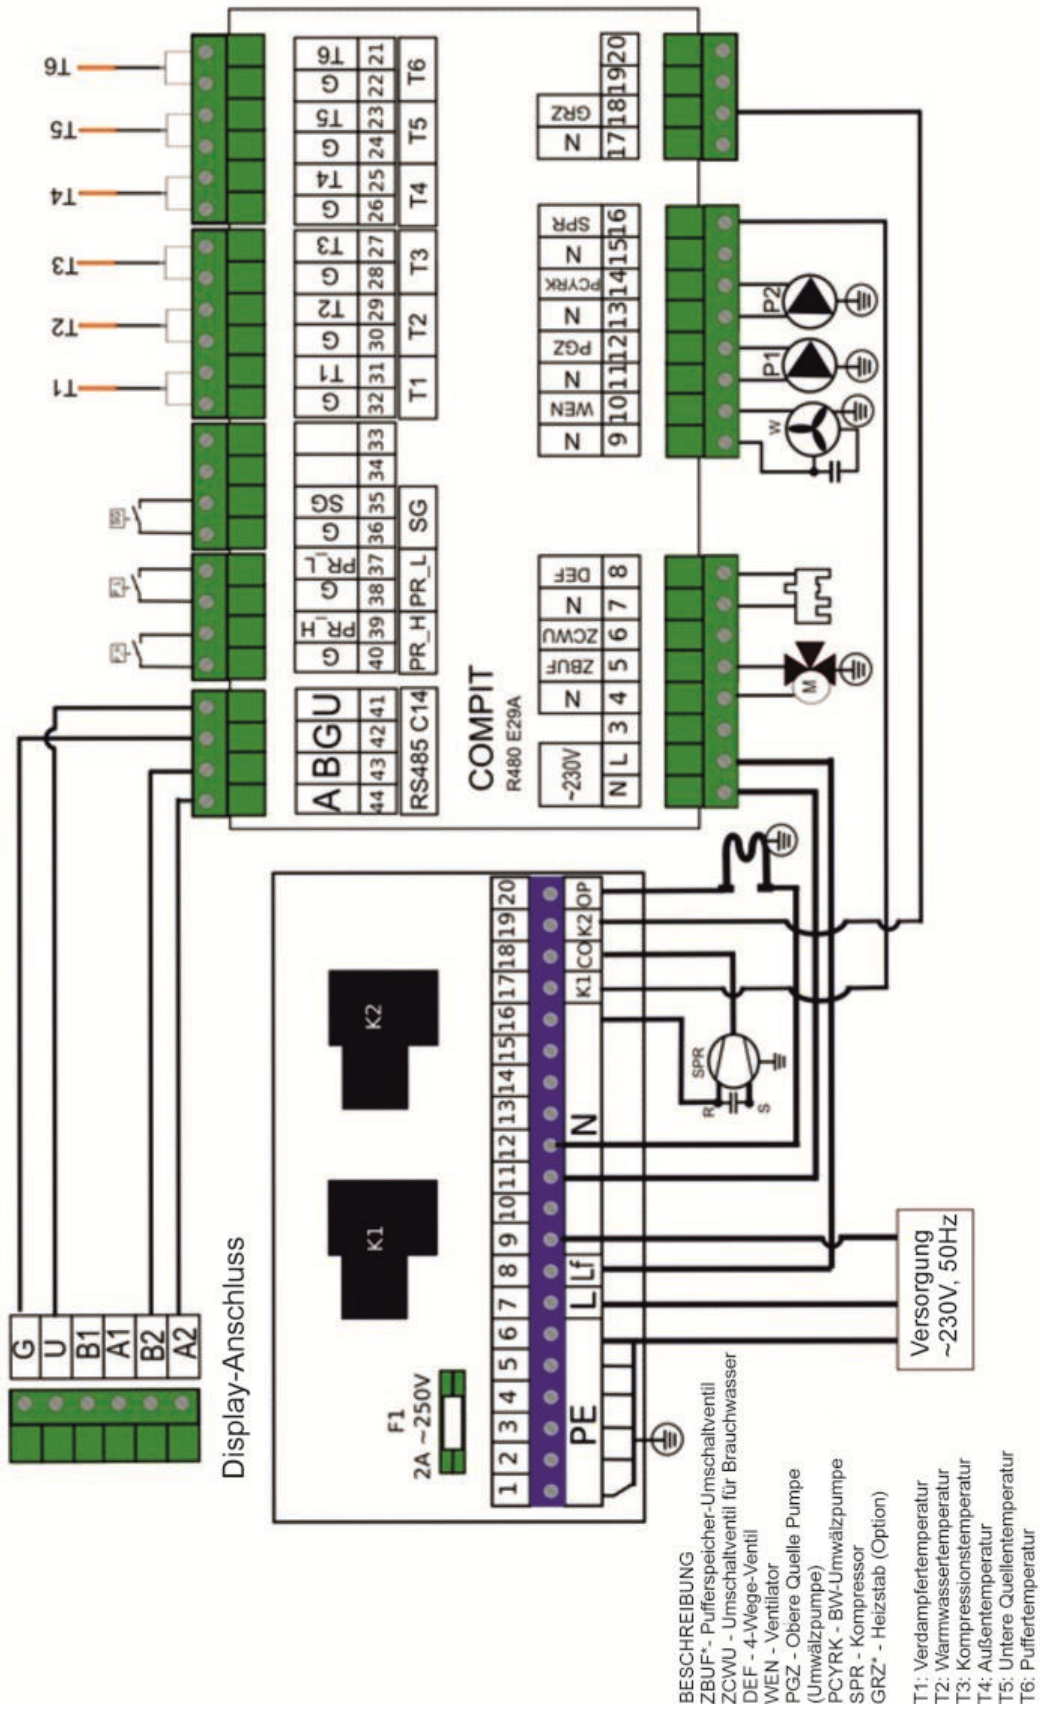 G
U
B1
A1
B2
A2
Display-Anschluss
T1
T2
T3
T4
T5
T6
A B G U
44 43 42 41
RS485 C14
G PR_H G PR_L G SG
40 39 38 37 36 35 34 33
PR_H PR_L SG
G T1 G T2 G T3
32 31 30 29 28 27
T1 T2 T3
G T4 G T5 G T6
26 25 24 23 22 21
T4 T5 T6
COMPIT
R480 E29A
~230V N ZBUF ZCWU N DEF
N L 3 4 5 6 7 8
N WEN N PGZ N PCYRK N SPR
9 10 11 12 13 14 15 16
N GRZ
17 18 19 20
M
W
P1
P2
F1
2A ~250V
K1
K2
1 2 3 4 5 6 7 8 9 10 11 12 13 14 15 16 17 18 19 20
PE L Lf N K1 CO K2 OP
SPR
R
S
Versorgung
~230V, 50Hz
BESCHREIBUNG
ZBUF*- Pufferspeicher-Umschaltventil
ZCWU - Umschaltventil für Brauchwasser
DEF - 4-Wege-Ventil
WEN - Ventilator
PGZ - Obiere Quelle Pumpe
(Umwälzpumpe)
PCYRK - BW-Umwälzpumpe
SPR - Kompressor
GRZ* - Heizstab (Option)
T1: Verdampfertemperatur
T2: Warmwassertemperatur
T3: Kompressionstemperatur
T4: Außentemperatur
T5: Untere Quellentemperatur
T6: Puffertemperatur